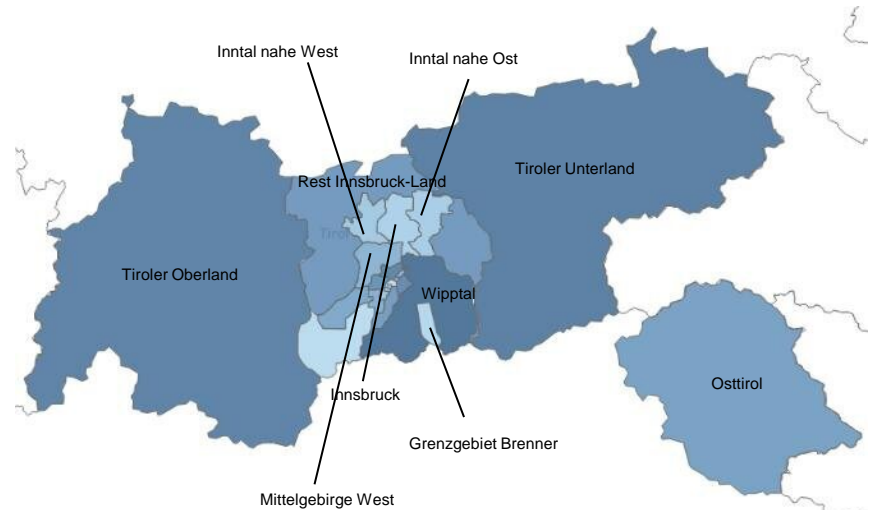 Inntal nahe West
Inntal nahe Ost
Tiroler Unterland
Rest Innsbruck-Land
Tirol
Tiroler Oberland
Wipptal
Osttirol
Innsbruck
Grenzgebiet Brenner
Mittelgebirge West